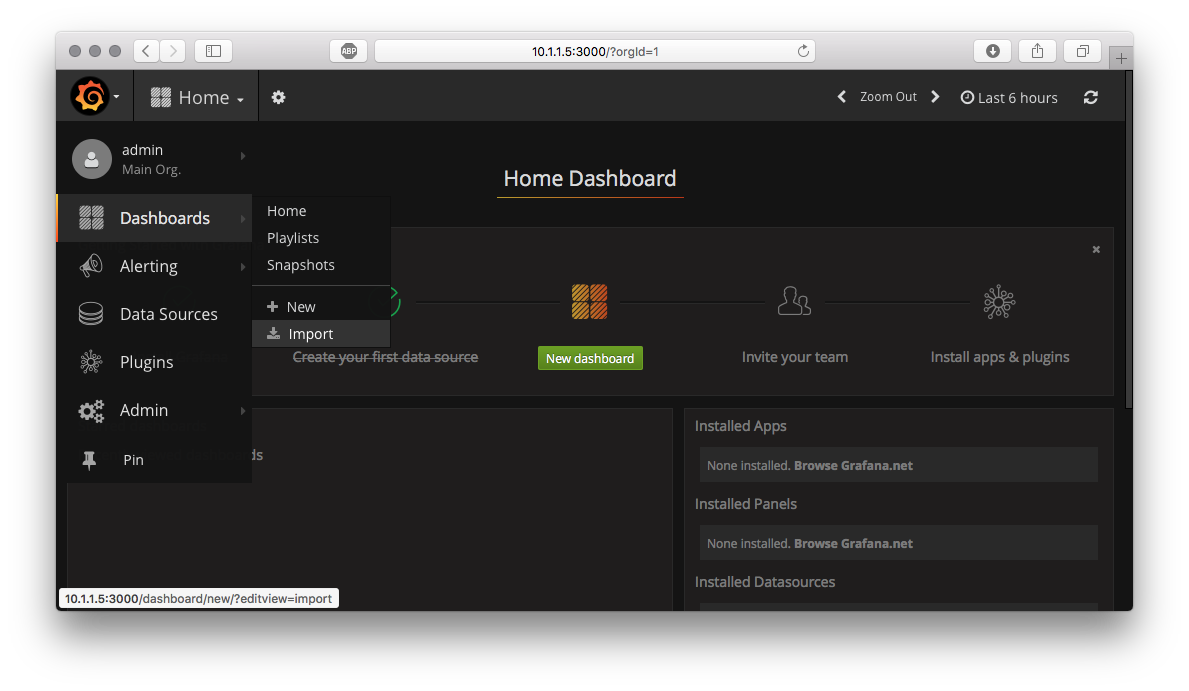 ABP
10.1.1.5:3000/?orgId=1
Home
Zoom Out
Last 6 hours
admin
Main Org.
Home Dashboard
Dashboards
Home
Playlists
Snapshots
New
Import
Alerting
Data Sources
Plugins
Admin
Pin
Create your first data source
New dashboard
Invite your team
Install apps & plugins
ds
Installed Apps
None installed. Browse Grafana.net
Installed Panels
None installed. Browse Grafana.net
Installed Datasources
10.1.1.5:3000/dashboard/new/?editview=import